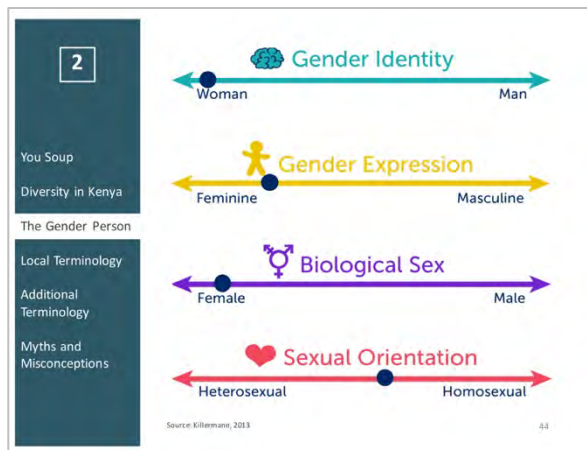 2
You Soup
Diversity in Kenya
The Gender Person
Local Terminology
Additional
Terminology
Myths and
Misconceptions
Gender Identity
Woman
Man
Gender Expression
Feminine
Masculine
Biological Sex
Female
Male
Sexual Orientation
Heterosexual
Homosexual
Source: Killermann, 2013
44